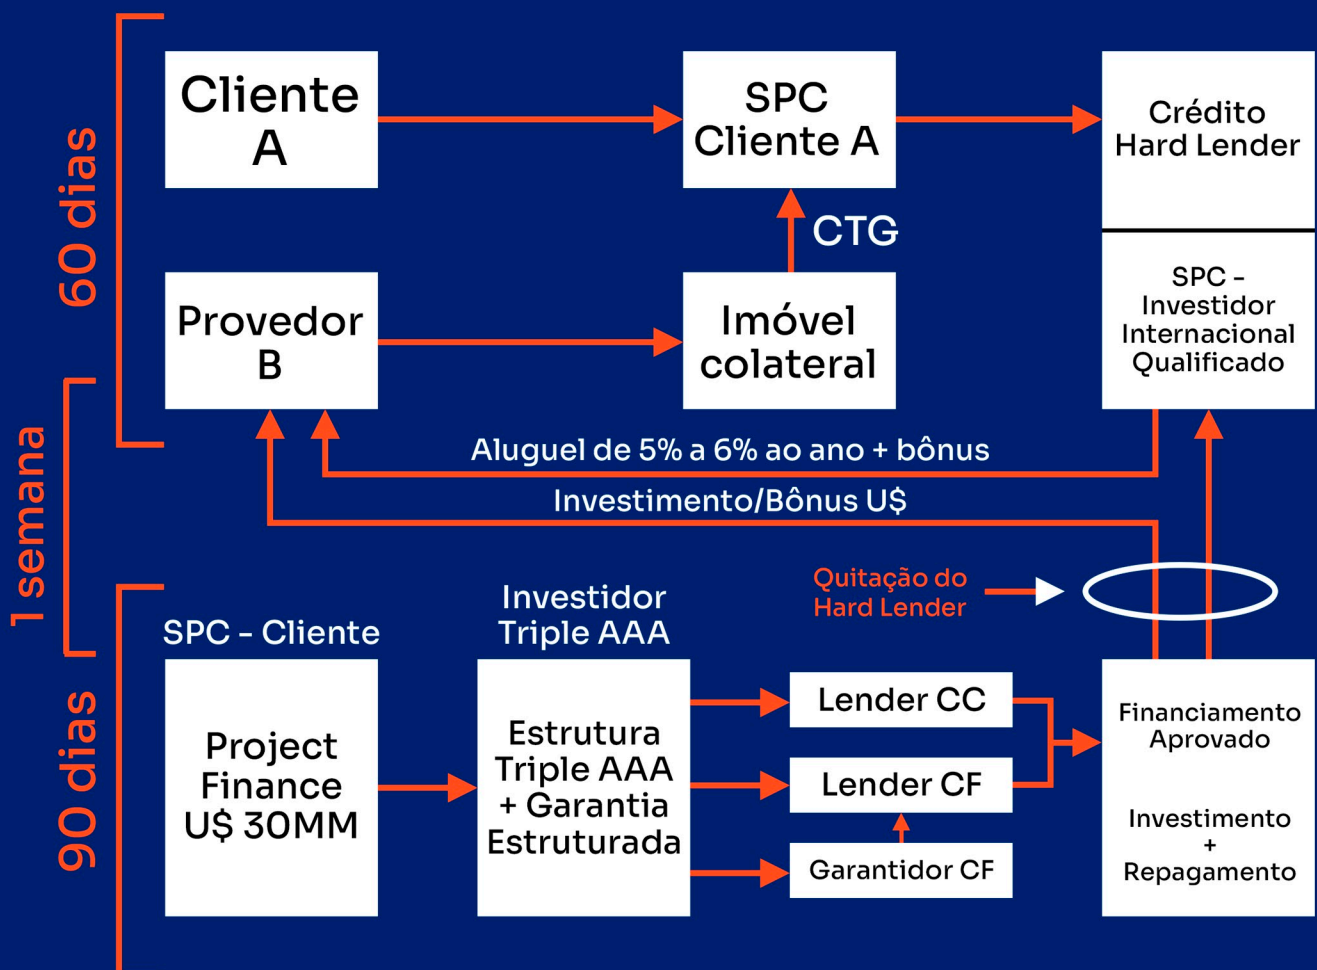 60 dias
Cliente
A
SPC
Cliente A
Crédito
Hard Lender
CTG
Provedor
B
Imóvel
colateral
SPC -
Investidor
Internacional
Qualificado
1 semana
Aluguel de 5% a 6% ao ano + bônus
Investimento/Bônus U$
Quitação do
Hard Lender
90 dias
SPC - Cliente
Project
Finance
U$ 30MM
Investidor
Triple AAA
Estrutura
Triple AAA
+ Garantia
Estruturada
Lender CC
Lender CF
Garantidor CF
Financiamento
Aprovado
Investimento
+
Repagamento